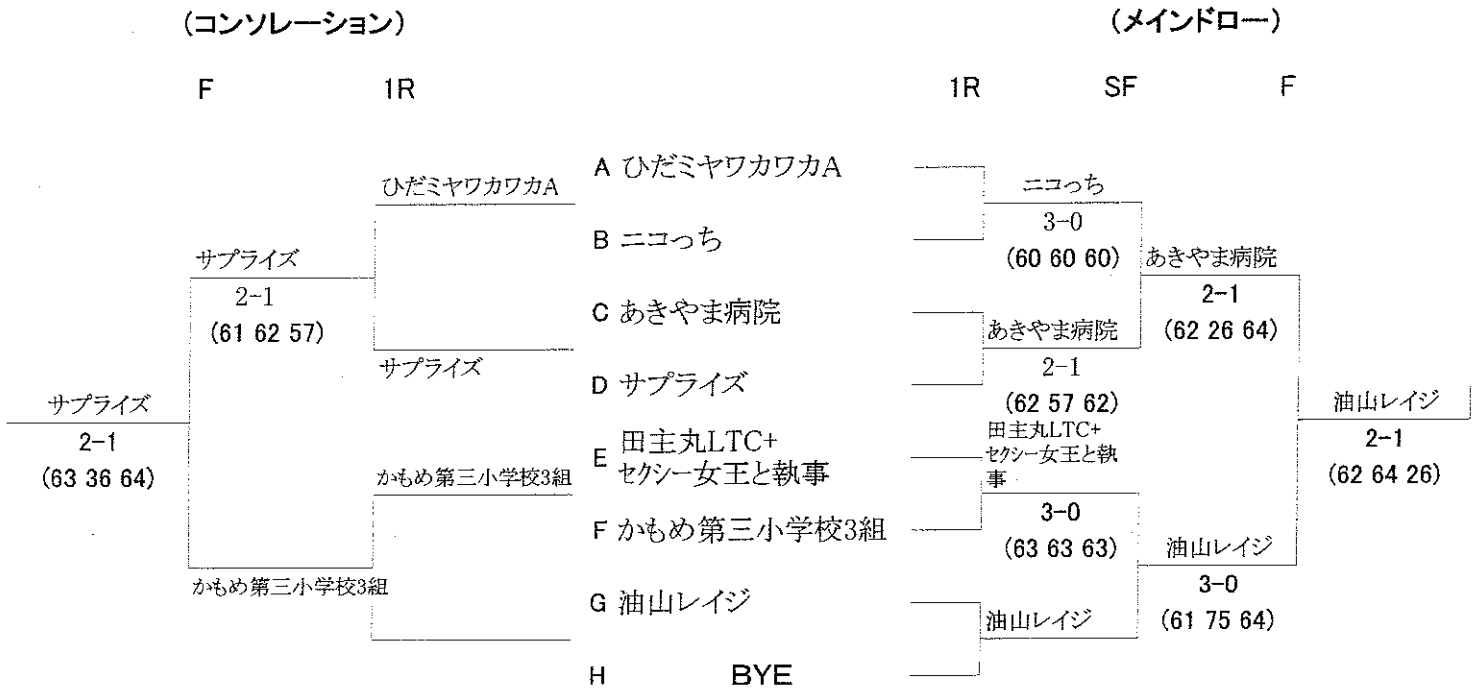 (コンソレーション)
(メインドロー)
F
1R
1R
SF
F
A ひだミヤワカワカA
ひだミヤワカワカA
ニコっち
3-0
B ニコっち
(60 60 60)
サプライズ
あきやま病院
2-1
2-1
C あきやま病院
(61 62 57)
(62 26 64)
あきやま病院
サプライズ
2-1
D サプライズ
サプライズ
(62 57 62)
油山レイジ
2-1
田主丸LTC+
2-1
E 田主丸LTC+
セクシー女王と執事
セクシー女王と執
事
(63 36 64)
(62 64 26)
かもめ第三小学校3組
3-0
F かもめ第三小学校3組
(63 63 63)
油山レイジ
かもめ第三小学校3組
3-0
G 油山レイジ
油山レイジ
(61 75 64)
H BYE